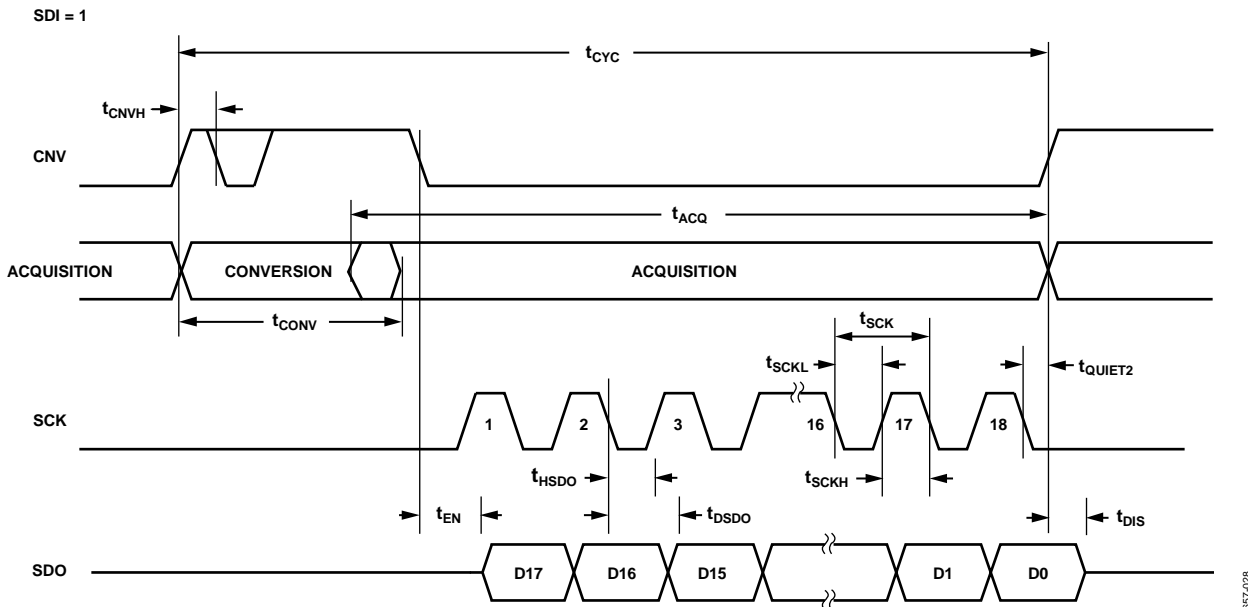 SDI = 1
tCYC
tCNVH
CNV
tACQ
ACQUISITION
CONVERSION
ACQUISITION
tCONV
tSCK
tSCKL
tQUIET2
SCK
1
2
3
16
17
18
tHSDO
tSCKH
tEN
tDSDO
tDIS
SDO
D17
D16
D15
D1
D0